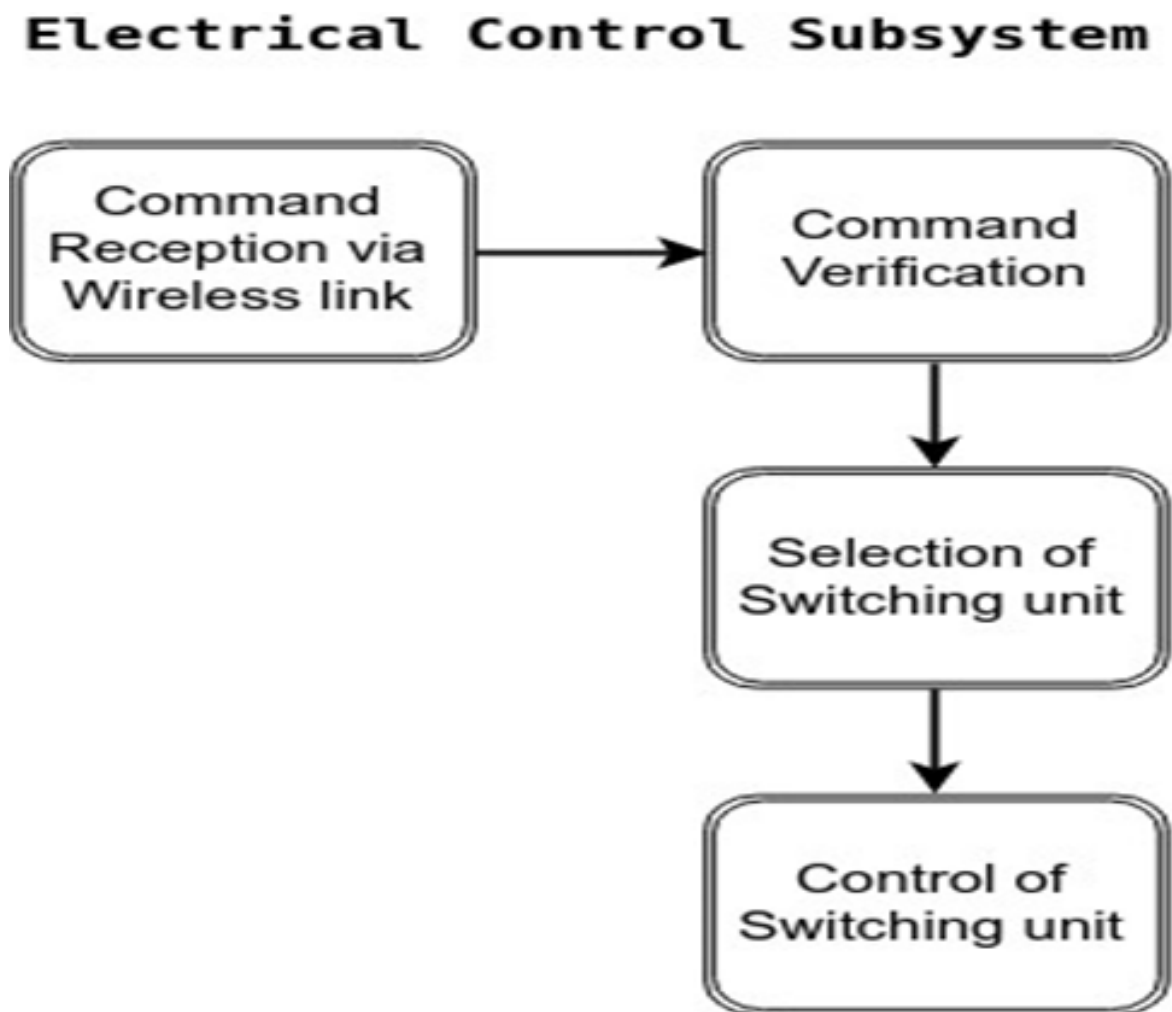 Electrical Control Subsystem
Command
Reception via
Wireless link
Command
Verification
Selection of
Switching unit
Control of
Switching unit